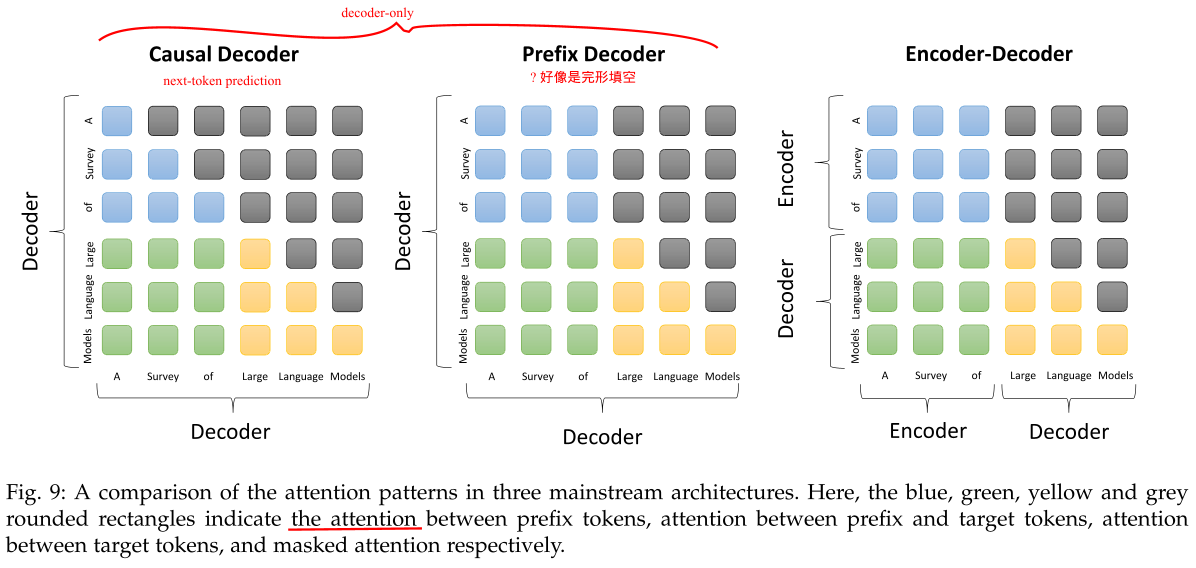 decoder-only
Causal Decoder
Prefix Decoder
Encoder-Decoder
next-token prediction
? 好像是完形填空
Decoder
A
Survey
of
Large
Language
Models
A Survey of Large Language Models
Decoder
Decoder
A
Survey
of
Large
Language
Models
A Survey of Large Language Models
Decoder
Encoder
Decoder
A
Survey
of
Large
Language
Models
A Survey of Large Language Models
Encoder
Decoder
Fig. 9: A comparison of the attention patterns in three mainstream architectures. Here, the blue, green, yellow and grey
rounded rectangles indicate the attention between prefix tokens, attention between prefix and target tokens, attention
between target tokens, and masked attention respectively.